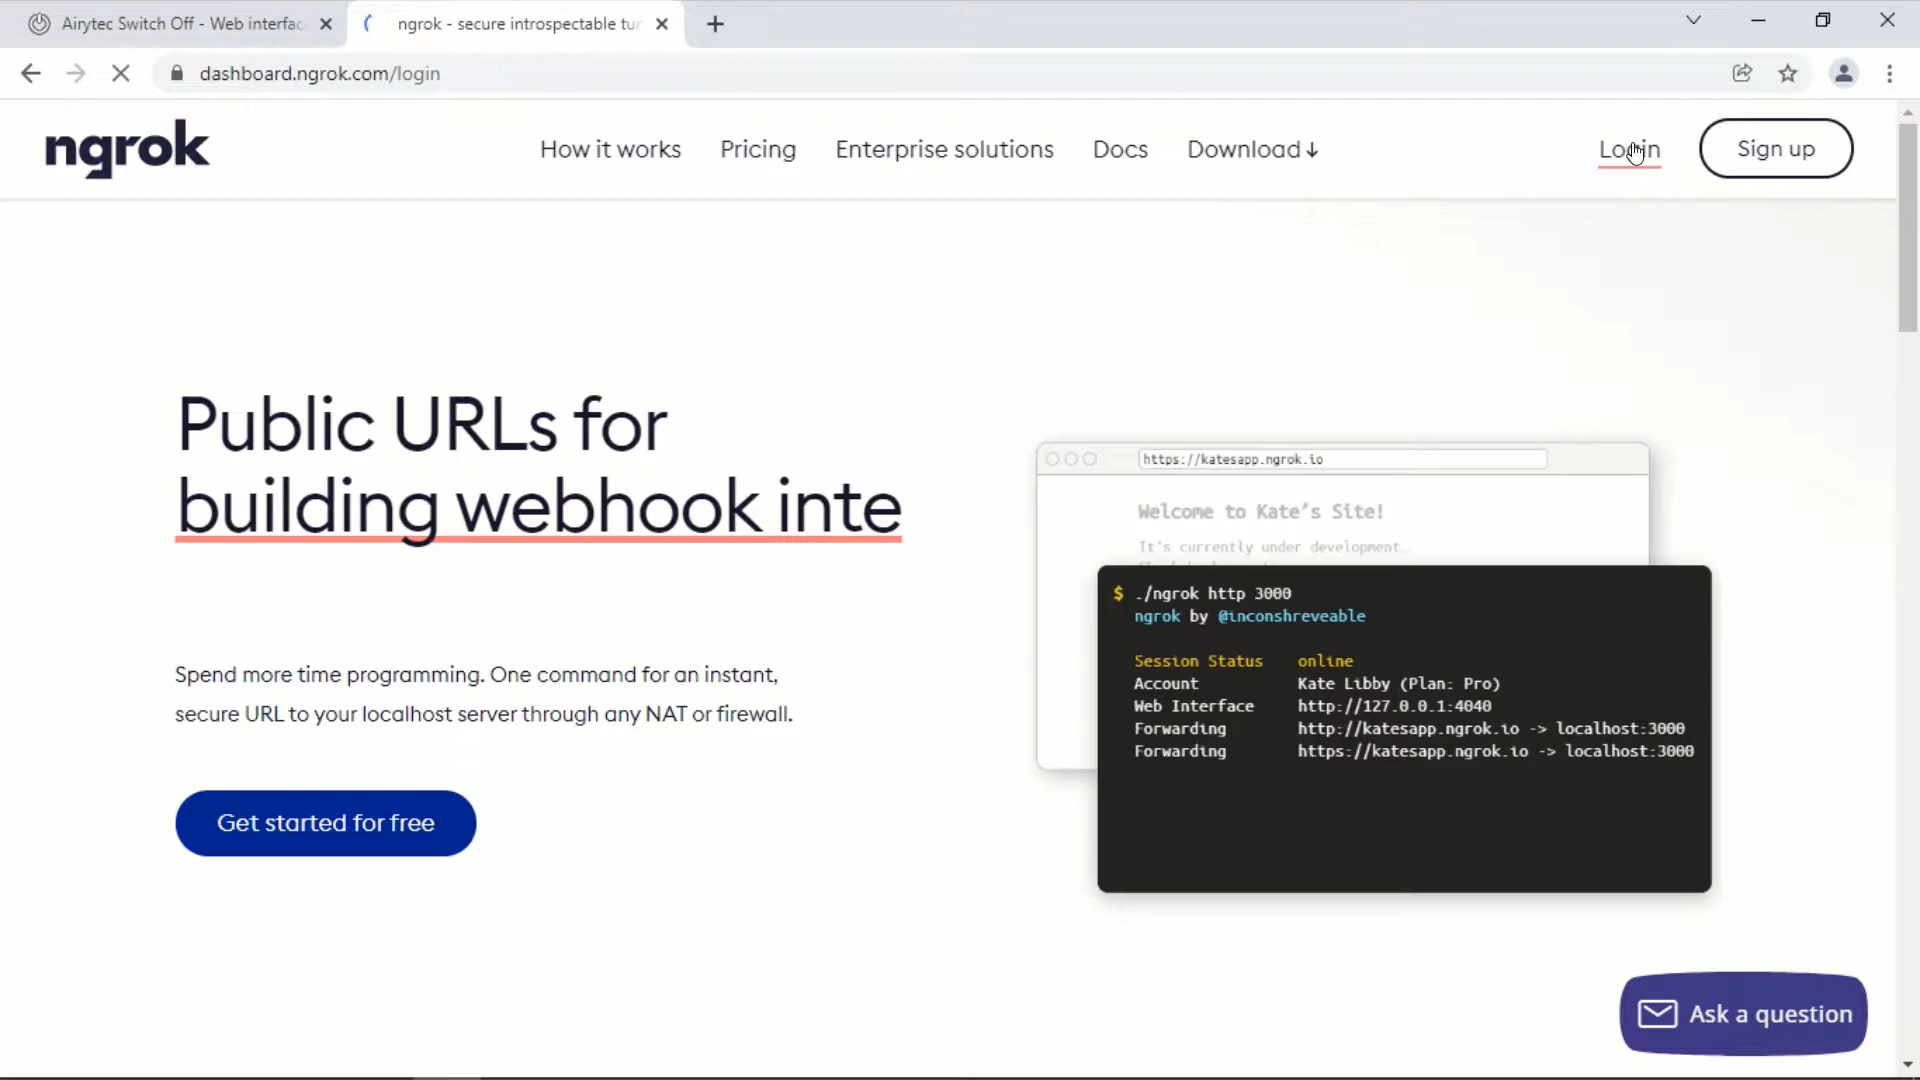 Airytec Switch Off - Web interfac
ngrok - secure introspectable tun
dashboard.ngrok.com/login
ngrok
How it works
Pricing
Enterprise solutions
Docs
Download ↓
Login
Sign up
Public URLs for
building webhook inte
Spend more time programming. One command for an instant,
secure URL to your localhost server through any NAT or firewall.
Get started for free
https://katesapp.ngrok.io
Welcome to Kate's Site!
It's currently under development.
$ ./ngrok http 3000
ngrok by @inconshreveable
Session Status online
Account Kate Libby (Plan: Pro)
Web Interface http://127.0.0.1:4040
Forwarding http://katesapp.ngrok.io -> localhost:3000
Forwarding https://katesapp.ngrok.io -> localhost:3000
Ask a question